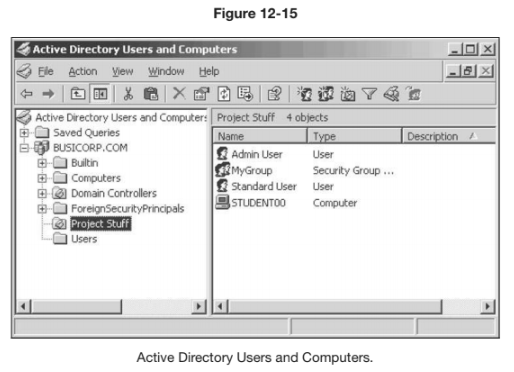 Figure 12-15
Active Directory Users and Computers
File Action View Window Help
Active Directory Users and Computers
Saved Queries
BUSICORP.COM
Builtin
Computers
Domain Controllers
ForeignSecurityPrincipals
Project Stuff
Users
Project Stuff 4 objects
Name Type Description
Admin User User
MyGroup Security Group ...
Standard User User
STUDENT00 Computer
Active Directory Users and Computers.